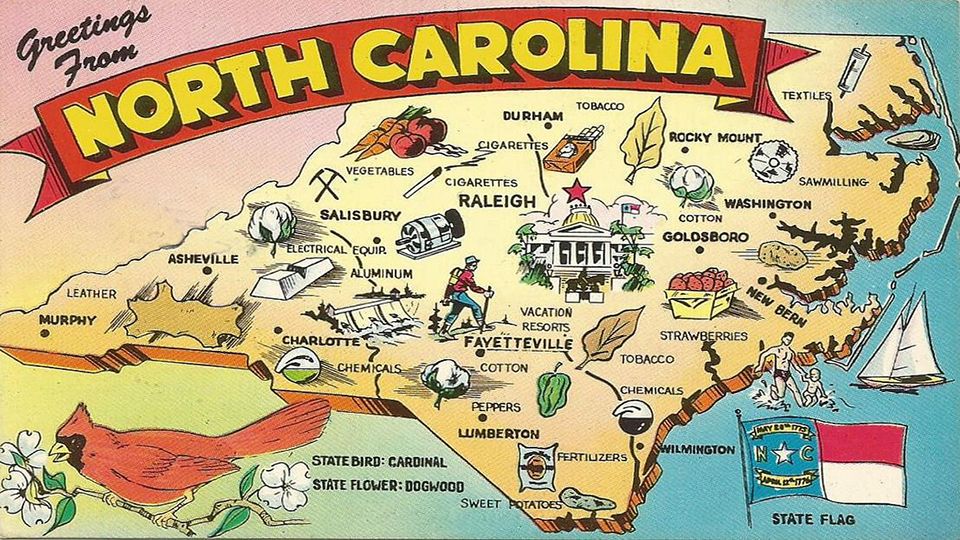 Greetings
From
NORTH CAROLINA
TEXTILES
DURHAM
TOBACCO
CIGARETTES
ROCKY MOUNT
VEGETABLES
CIGARETTES
SAWMILLING
RALEIGH
SALISBURY
COTTON
WASHINGTON
ELECTRICAL EQUIP.
GOLDSBORO
ASHEVILLE
ALUMINUM
LEATHER
NEW BERN
MURPHY
VACATION
RESORTS
STRAWBERRIES
CHARLOTTE
FAYETTEVILLE
TOBACCO
CHEMICALS
COTTON
CHEMICALS
PEPPERS
LUMBERTON
WILMINGTON
FERTILIZERS
SWEET POTATOES
STATE BIRD: CARDINAL
STATE FLOWER: DOGWOOD
MAY 20TH 1775
N C
APRIL 12TH 1776
STATE FLAG